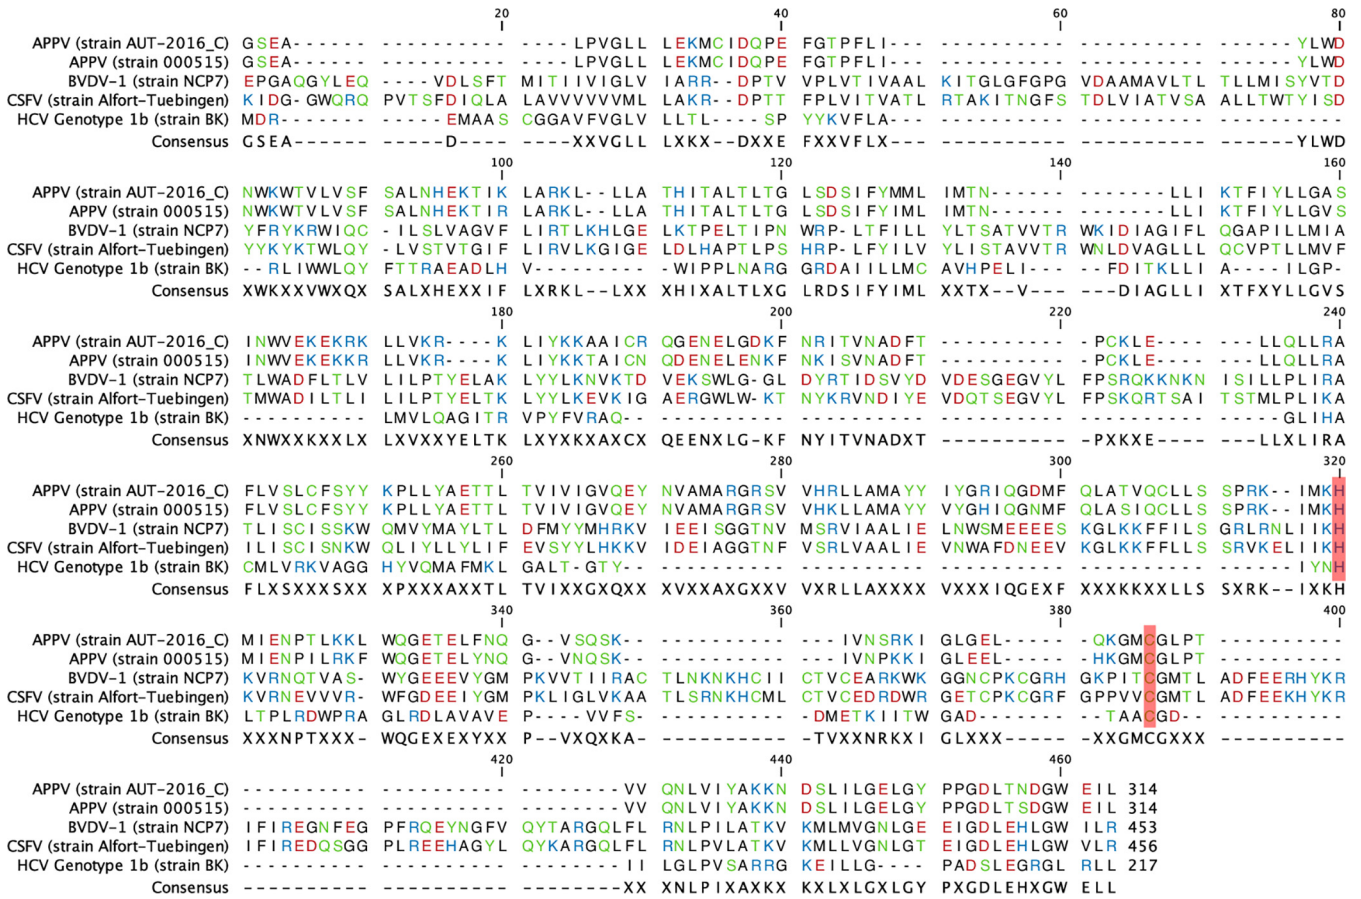 20 40 60 80
APPV (strain AUT-2016_C) GSEA------ ---------- ----LPVGLL LEKMCIDQPE FGTPFLI--- ---------- ---------- ------YLWD
APPV (strain 000515) GSEA------ ---------- ----LPVGLL LEKMCIDQPE FGTPFLI--- ---------- ---------- ------YLWD
BVDV-1 (strain NCP7) EPGAQGYLEQ ----VDLSFT MITIIVIGLV IARR--DPTV VPLVTIVAAL KITGLGFGPG VDAAMAVLTL TLLMISYVTD
CSFV (strain Alfort-Tuebingen) KIDG-GWQRQ PVTSFDIQLA LAVVVVVVML LAKR--DPTT FPLVITVATL RTAKITNGFS TDLVIATVSA ALLTWTYISD
HCV Genotype 1b (strain BK) MDR------- -----EMAAS CGGAVFVGLV LLTL----SP YYKVFLA--- ---------- ---------- ----------
Consensus GSEA------ -----D---- ----XXVGLL LXKX--DXXE FXXVFLX--- ---------- ---------- ------YLWD
100 120 140 160
APPV (strain AUT-2016_C) NWKWTVLVSF SALNHEKTIK LARKL--LLA THITALTLTG LSDSIFYMML IMTN------ -------LLI KTFIYLLGAS
APPV (strain 000515) NWKWTVLVSF SALNHEKTIR LARKL--LLA THITALTLTG LSDSIFYIML IMTN------ -------LLI KTFIYLLGVS
BVDV-1 (strain NCP7) YFRYKRWIQC -ILSLVAGVF LIRTLKHLGE LKTPELTIPN WRP-LTFILL YLTSATVVTR WKIDIAGIFL QGAPILLMIA
CSFV (strain Alfort-Tuebingen) YYKYKTWLQY -LVSTVTGIF LIRVLKGIGE LDLHAPTLPS HRP-LFYILV YLISTAVVTR WNLDVAGLLL QCVPTLLMVF
HCV Genotype 1b (strain BK) --RLIWWLQY FTTRAEADLH V--------- -WIPPLNARG GRDAIILLMC AVHPELI--- ---FDITKLLI A-----ILGP-
Consensus XWKXXVWXQX SALXHEXXIF LXRKL--LXX XHIXALTLXG LRDSIFYIML XXTX--V--- ---DIAGLLI XTFXYLLGVS
180 200 220 240
APPV (strain AUT-2016_C) INWVEKEKRK LLVKR----K LIYKKAAICR QGENELGDKF NRITVNADFT ---------- --PCKLE--- ----LLQLLRA
APPV (strain 000515) INWVEKEKKR LLVKR----K LIYKKTAICN QDENELENKF NKISVNADFT ---------- --PCKLE--- ----LLQLLRA
BVDV-1 (strain NCP7) TLWADFLTLV LILPTYELAK LYYLKNVKTD VEKSWLG-GL DYRTIDSVYD VDESGEGVYL FPSRQKKNKN ISILLPLIRA
CSFV (strain Alfort-Tuebingen) TMWADILTLI LILPTYELTK LYYLKEVKIG AERGWLW-KT NYKRVNDIYE VDQTSEGVYL FPSKQRTSAI TSTMLPLIKA
HCV Genotype 1b (strain BK) ---------- LMVLQAGITR VPYFVRAQ-- ---------- ---------- ---------- ---------- -----GLIHA
Consensus XNWXXKXXLX LXVXXYELTK LXYXKXAXCX QEENXLG-KF NYITVNADXT ---------- --PXKXE--- ---LLXLIRA
260 280 300 320
APPV (strain AUT-2016_C) FLVSLCFSYY KPLLYAETTL TVIVIGVQEY NVAMARGRSV VHRLLAMAYY IYGRIQGDMF QLATVQCLLS SPRK--IMKH
APPV (strain 000515) FLVSLCFSYY KPLLYAETTL TVIVIGVQEY NVAMARGRSV VHRLLAMAYY IYGHIQGNMF QLASIQCLLS SPRK--IMKH
BVDV-1 (strain NCP7) TLISCISSKW QMVYMAYLTL DFMYYMHRKV IEEISGGTNV MSRVIAALIE LNWSMEEEES KGLKKFFILS GRLRNLIIKH
CSFV (strain Alfort-Tuebingen) ILISCISNKW QLIYLLYLIF EVSYYLHKKV IDEIAGGTNF VSRLVAALIE VNWAFDNEEV KGLKKFFLLS SRVKELIIKH
HCV Genotype 1b (strain BK) CMLVRKVAGG HYVQMAFMKL GALT-GTY-- ---------- ---------- ---------- ---------- -------IYNH
Consensus FLXSXXXSXX XPXXXAXXTL TVIXXGXQXX XVXXAXGXXV VXRLLAXXXX VXXXIQGEXF XXXKKXXLLS SXRK--IXKH
340 360 380 400
APPV (strain AUT-2016_C) MIENPTLKKL WQGETELFNQ G--VSQSK-- ---------- ----IVNSRKI GLGEL----- --QKGMCGLPT ----------
APPV (strain 000515) MIENPILRKF WQGETELYNQ G--VNQSK-- ---------- ----IVNPKKI GLEEL----- --HKGMCGLPT ----------
BVDV-1 (strain NCP7) KVRNQTVAS- WYGEEEVYGM PKVVTIIRAC TLNKNKHCII CTVCEARKWK GGNCPKCGRH GKPITCGMTL ADFEERHYKR
CSFV (strain Alfort-Tuebingen) KVRNEVVVR- WFGDEEIYGM PKLIGLVKAA TLSRNKHCML CTVCEDRDWR GETCPKCGRF GPPVVCGMTL ADFEEKHYKR
HCV Genotype 1b (strain BK) LTPLRDWPRA GLRDLAVAVE P---VVFS-- ---------- -DMETKIITW GAD------- ---TAACGD- ----------
Consensus XXXNPTXXX- WQGEXEXYXX P--VXQXKA- ---------- -TVXXNRKXI GLXXX----- --XXGMCGXXX ----------
420 440 460
APPV (strain AUT-2016_C) ---------- ---------- --------VV QNLVIYAKKN DSLILGELGY PPGDLTNDGW EIL 314
APPV (strain 000515) ---------- ---------- --------VV QNLVIYAKKN DSLILGELGY PPGDLTSDGW EIL 314
BVDV-1 (strain NCP7) IFIREGNFEG PFRQEYNGFV QYTARGQLFL RNLPILATKV KMLMVGNLGE EIGDLEHLGW ILR 453
CSFV (strain Alfort-Tuebingen) IFIREDQSGG PLREEHAGYL QYKARGQLFL RNLPVLATKV KMLLVGNLGT EIGDLEHLGW VLR 456
HCV Genotype 1b (strain BK) ---------- ---------- --------II LGLPVSARRG KEILLG---- PADSLEGRGL RLL 217
Consensus ---------- ---------- --------XX XNLPIXAXKX KXLXLGXLGY PXGDLEHXGW ELL